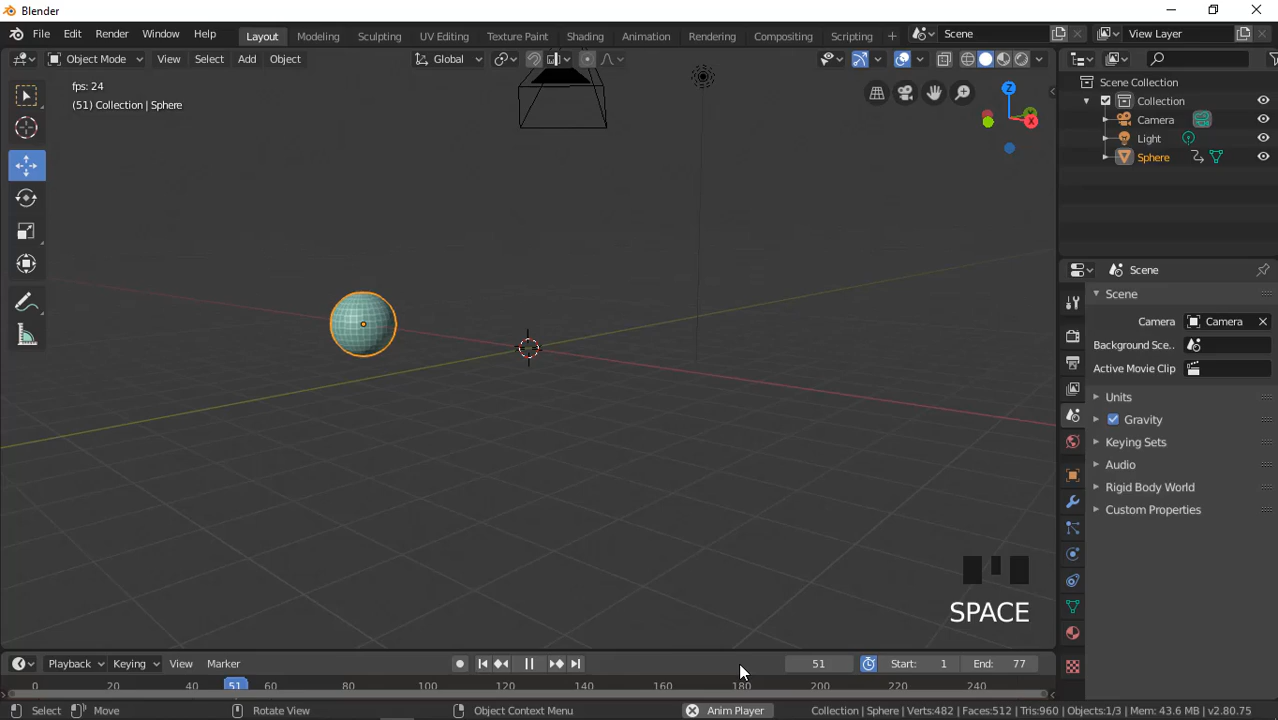 Blender
File Edit Render Window Help Layout Modeling Sculpting UV Editing Texture Paint Shading Animation Rendering Compositing Scripting + Scene View Layer
Object Mode View Select Add Object Global
fps: 24
(51) Collection | Sphere
Z
Y
X
Scene Collection
Collection
Camera
Light
Sphere
Scene
Scene
Camera Camera
Background Sce..
Active Movie Clip
Units
Gravity
Keying Sets
Audio
Rigid Body World
Custom Properties
SPACE
Playback Keying View Marker 51 Start: 1 End: 77
0 20 51 60 80 100 120 140 160 180 200 220 240
Select Move Rotate View Object Context Menu Anim Player Collection | Sphere | Verts:482 | Faces:512 | Tris:960 | Objects:1/3 | Mem: 43.6 MB | v2.80.75